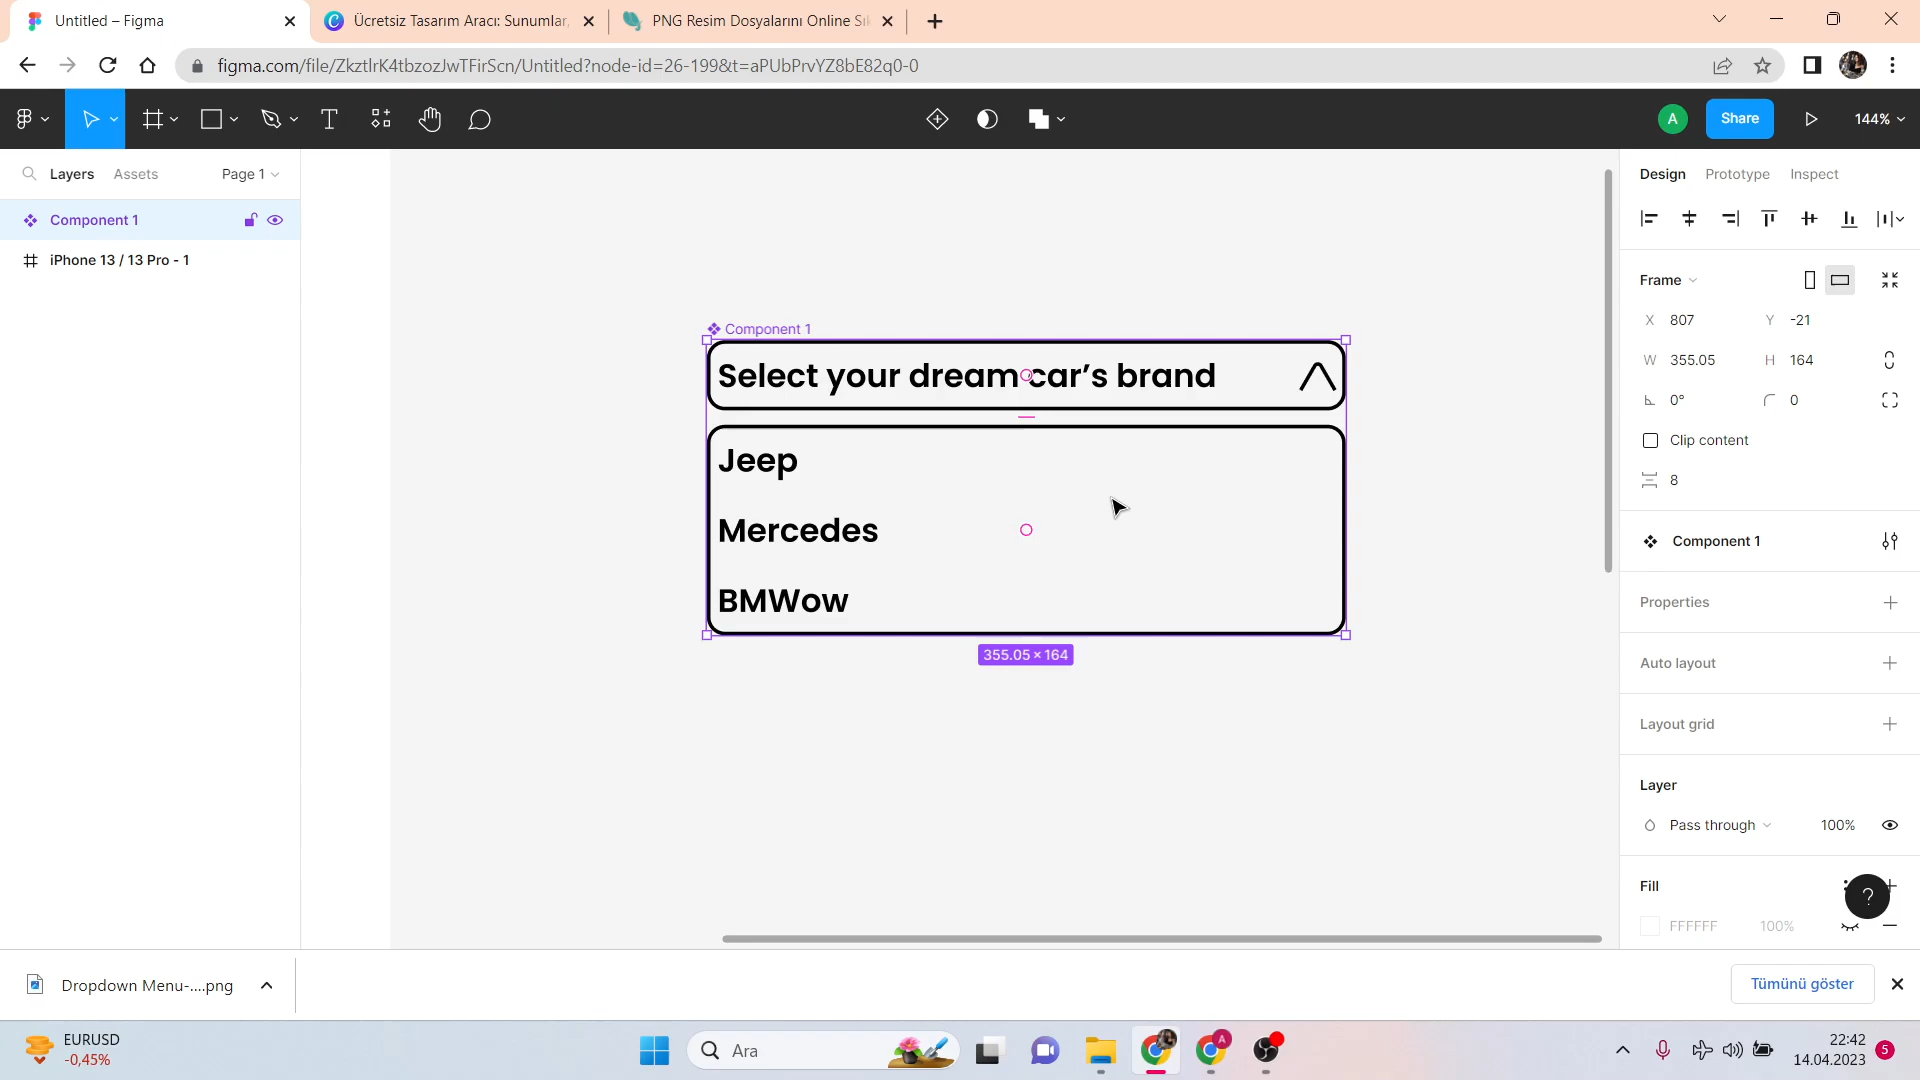 Untitled – Figma
Ücretsiz Tasarım Aracı: Sunumlar,
PNG Resim Dosyalarını Online Sık
figma.com/file/ZkztlrK4tbzozJwTFirScn/Untitled?node-id=26-199&t=aPUbPrvYZ8bE82q0-0
A
Share
144%
Layers
Assets
Page 1
Design
Prototype
Inspect
Component 1
iPhone 13 / 13 Pro - 1
Component 1
Select your dream car’s brand
Jeep
Mercedes
BMWow
355.05 × 164
Frame
X 807
Y -21
W 355.05
H 164
0°
0
Clip content
8
Component 1
Properties
Auto layout
Layout grid
Layer
Pass through
100%
Fill
?
FFFFFF
100%
Dropdown Menu-....png
Tümünü göster
EURUSD
-0,45%
Ara
A
22:42
14.04.2023
5